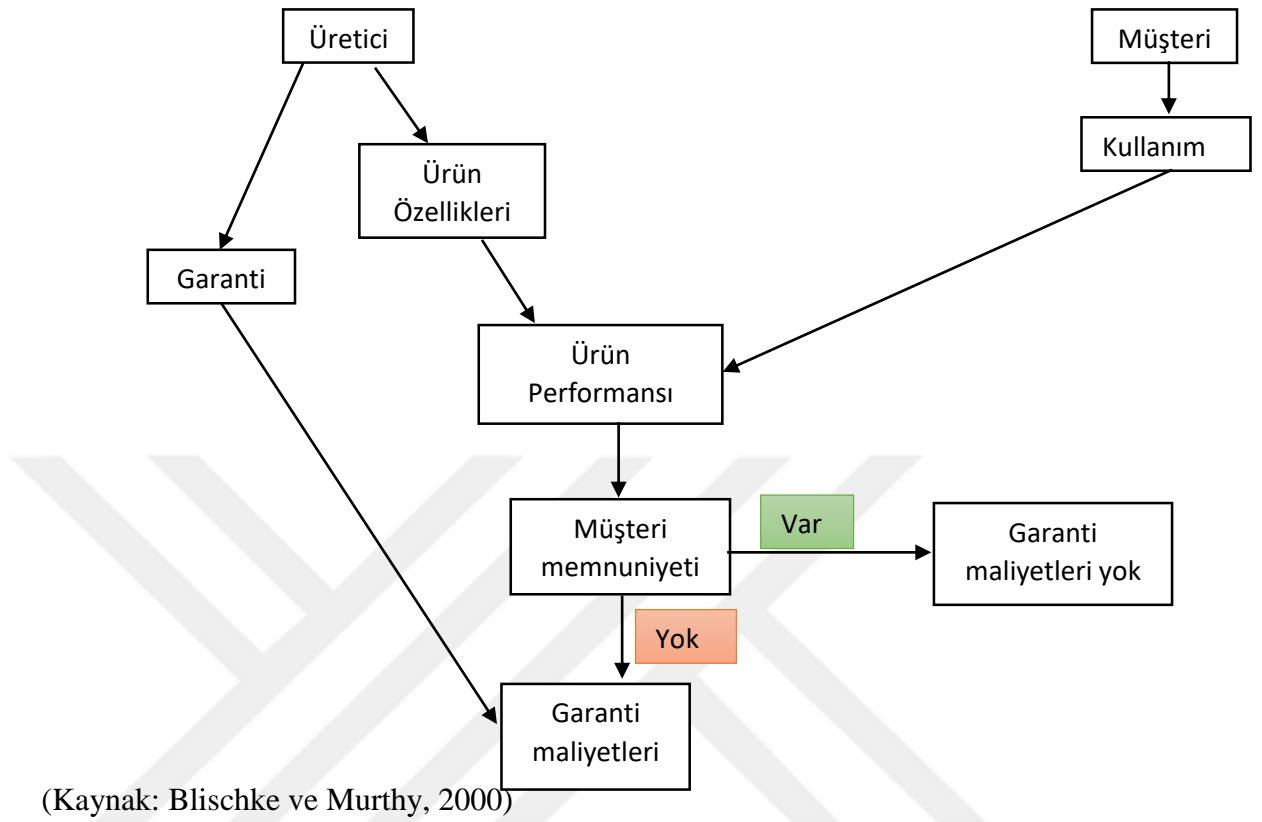 Üretici
Müşteri
Kullanım
Ürün
Özellikleri
Garanti
Ürün
Performansı
Müşteri
memnuniyeti
Var
Garanti
maliyetleri yok
Yok
Garanti
maliyetleri
(Kaynak: Blischke ve Murthy, 2000)